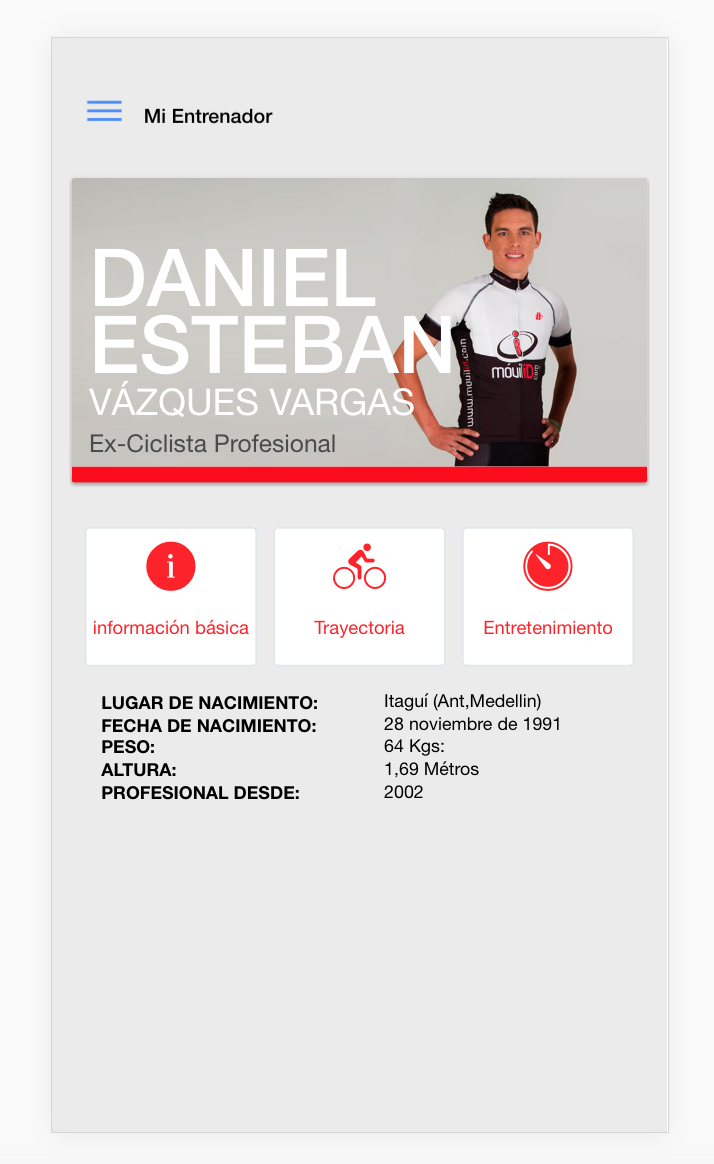 Mi Entrenador
DANIEL
ESTEBAN
VÁZQUES VARGAS
Ex-Ciclista Profesional
www.moviliD.com
móviliD.com
i
información básica
Trayectoria
Entretenimiento
LUGAR DE NACIMIENTO: Itaguí (Ant,Medellin)
FECHA DE NACIMIENTO: 28 noviembre de 1991
PESO: 64 Kgs:
ALTURA: 1,69 Métros
PROFESIONAL DESDE: 2002